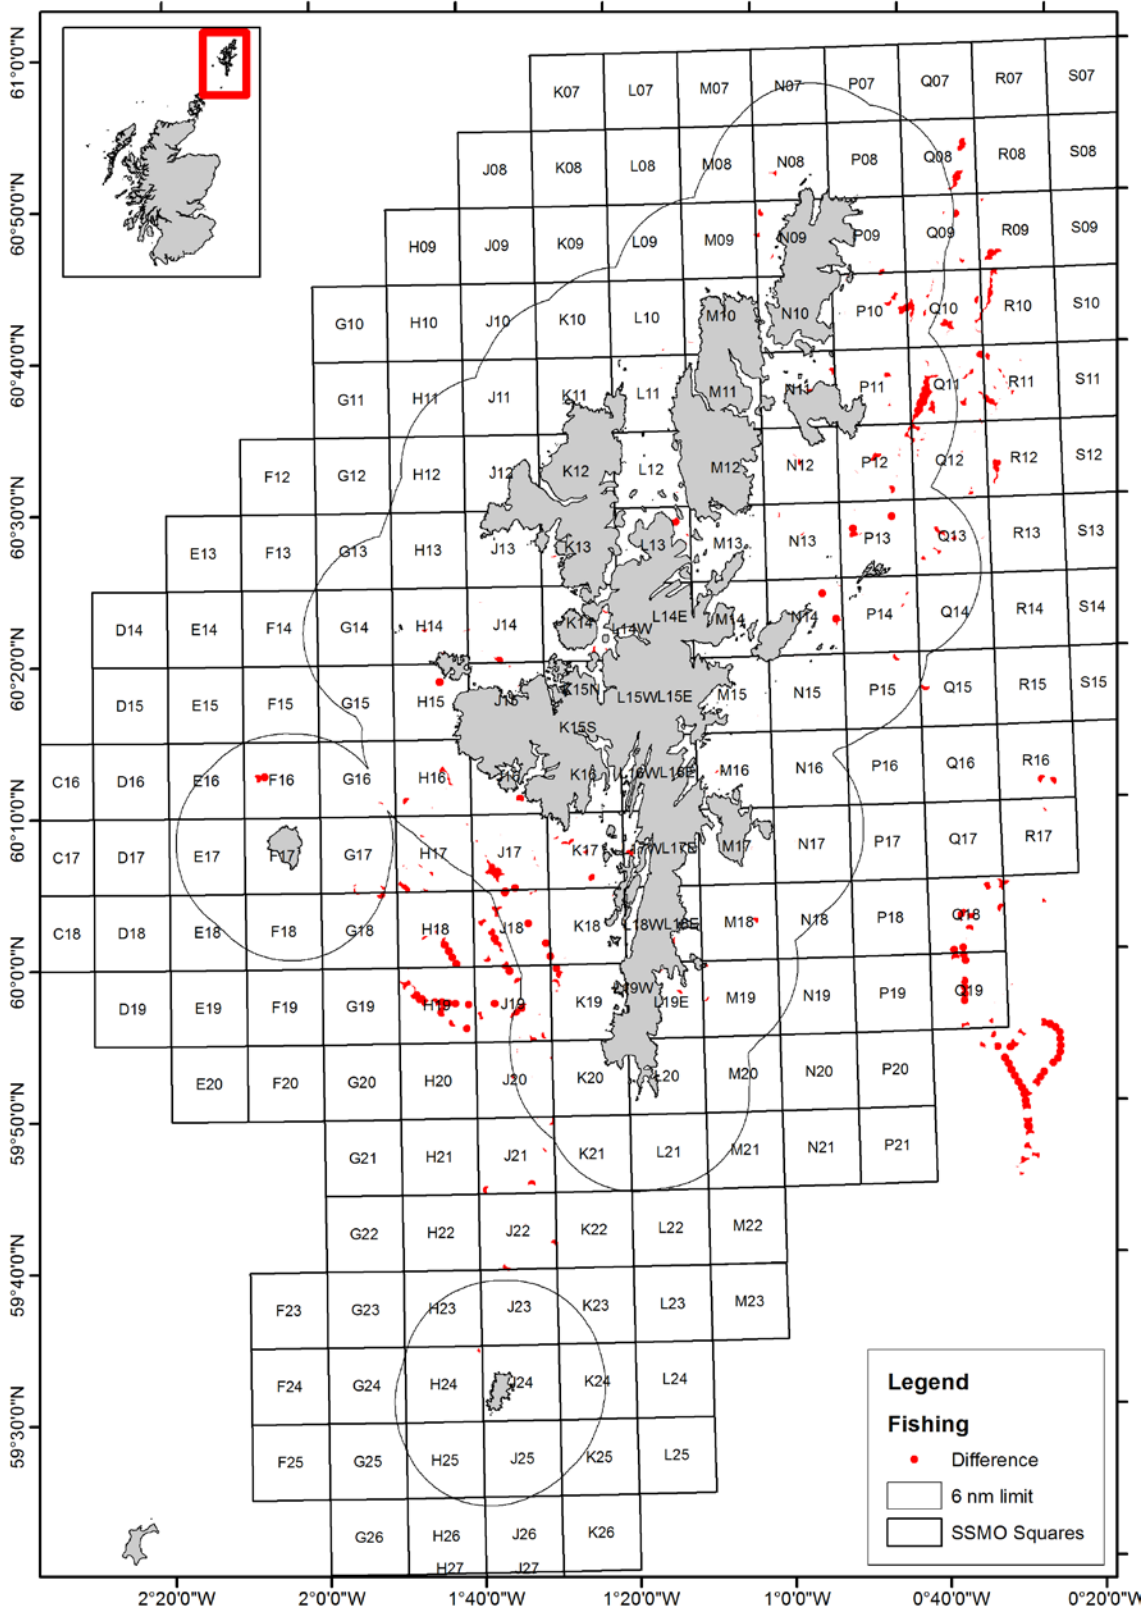 K07 L07 M07 N07 P07 Q07 R07 S07
J08 K08 L08 M08 N08 P08 Q08 R08 S08
H09 J09 K09 L09 M09 N09 P09 Q09 R09 S09
G10 H10 J10 K10 L10 M10 N10 P10 Q10 R10 S10
G11 H11 J11 K11 L11 M11 N11 P11 Q11 R11 S11
F12 G12 H12 J12 K12 L12 M12 N12 P12 Q12 R12 S12
E13 F13 G13 H13 J13 K13 L13 M13 N13 P13 Q13 R13 S13
D14 E14 F14 G14 H14 J14 K14 L14W L14E M14 N14 P14 Q14 R14 S14
D15 E15 F15 G15 H15 J15 K15N L15W L15E M15 N15 P15 Q15 R15 S15
K15S
C16 D16 E16 F16 G16 H16 J16 K16 L16W L16E M16 N16 P16 Q16 R16
C17 D17 E17 F17 G17 H17 J17 K17 L17W L17E M17 N17 P17 Q17 R17
C18 D18 E18 F18 G18 H18 J18 K18 L18W L18E M18 N18 P18 Q18
D19 E19 F19 G19 H19 J19 K19 L19W L19E M19 N19 P19 Q19
E20 F20 G20 H20 J20 K20 L20 M20 N20 P20
G21 H21 J21 K21 L21 M21 N21 P21
G22 H22 J22 K22 L22 M22
F23 G23 H23 J23 K23 L23 M23
F24 G24 H24 J24 K24 L24
F25 G25 H25 J25 K25 L25
G26 H26 J26 K26
H27 J27
61°0'0"N
60°50'0"N
60°40'0"N
60°30'0"N
60°20'0"N
60°10'0"N
60°0'0"N
59°50'0"N
59°40'0"N
59°30'0"N
Legend
Fishing
Difference
6 nm limit
SSMO Squares
2°20'0"W 2°0'0"W 1°40'0"W 1°20'0"W 1°0'0"W 0°40'0"W 0°20'0"W